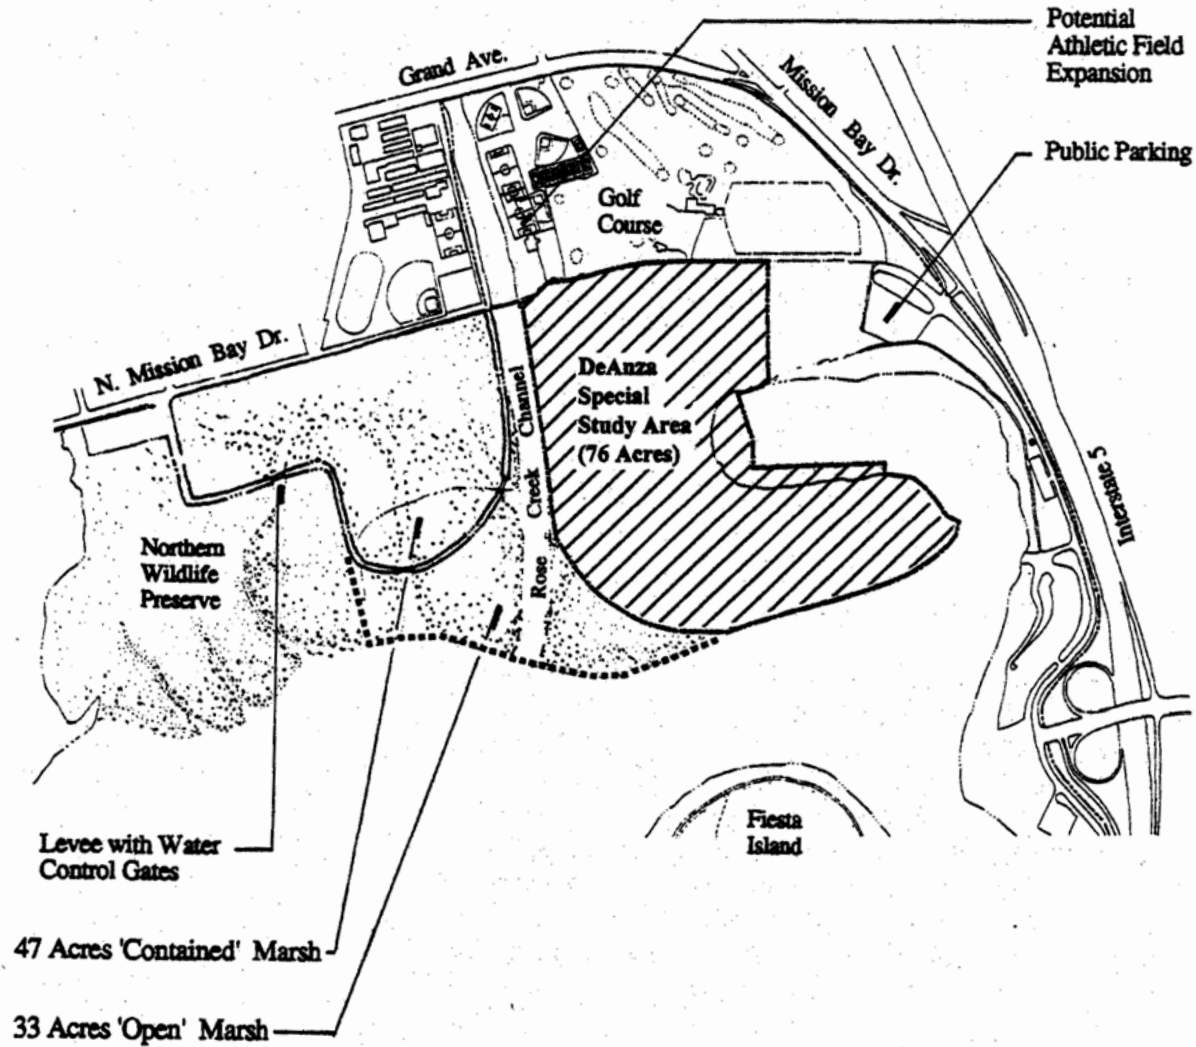 Potential
Athletic Field
Expansion
Grand Ave.
Mission Bay Dr.
Public Parking
Golf
Course
N. Mission Bay Dr.
DeAnza
Special
Study Area
(76 Acres)
Rose Creek Channel
Interstate 5
Northern
Wildlife
Preserve
Fiesta
Island
Levee with Water
Control Gates
47 Acres 'Contained' Marsh
33 Acres 'Open' Marsh